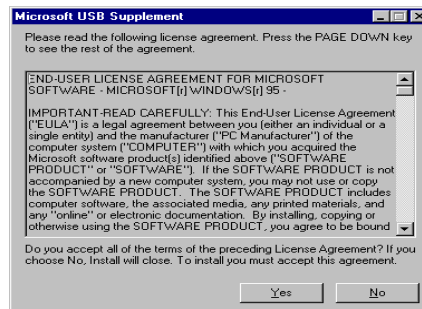 Microsoft USB Supplement
Please read the following license agreement. Press the PAGE DOWN key
to see the rest of the agreement.
END-USER LICENSE AGREEMENT FOR MICROSOFT
SOFTWARE - MICROSOFT[r] WINDOWS[r] 95 -
IMPORTANT-READ CAREFULLY: This End-User License Agreement
("EULA") is a legal agreement between you (either an individual or a
single entity) and the manufacturer ("PC Manufacturer") of the
computer system ("COMPUTER") with which you acquired the
Microsoft software product(s) identified above ("SOFTWARE
PRODUCT" or "SOFTWARE"). If the SOFTWARE PRODUCT is not
accompanied by a new computer system, you may not use or copy
the SOFTWARE PRODUCT. The SOFTWARE PRODUCT includes
computer software, the associated media, any printed materials, and
any "online" or electronic documentation. By installing, copying or
otherwise using the SOFTWARE PRODUCT, you agree to be bound
Do you accept all of the terms of the preceding License Agreement? If you
choose No, Install will close. To install you must accept this agreement.
Yes
No